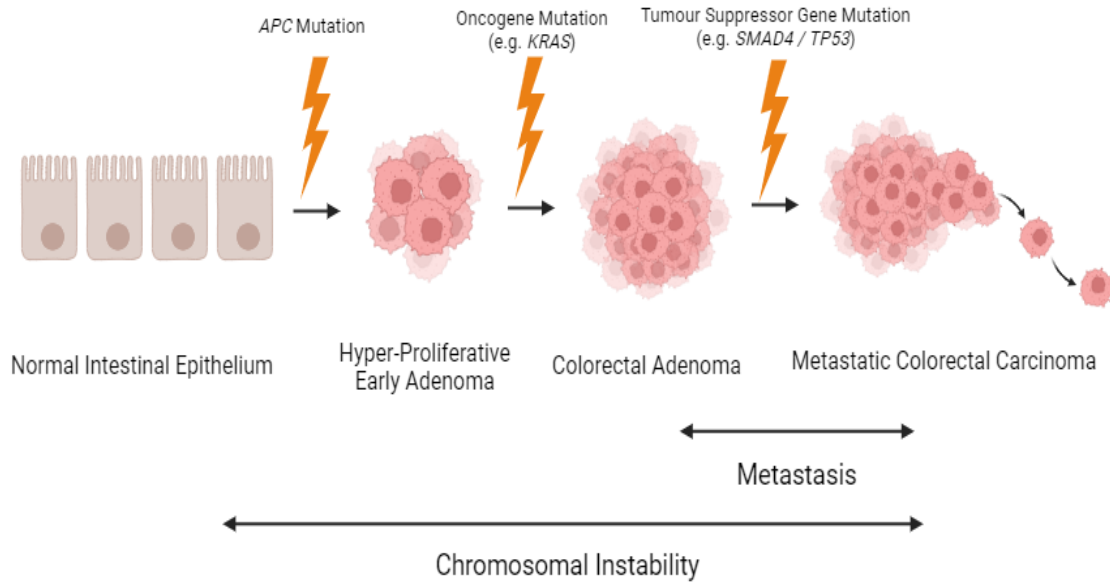 APC Mutation
Oncogene Mutation
(e.g. KRAS)
Tumour Suppressor Gene Mutation
(e.g. SMAD4 / TP53)
Normal Intestinal Epithelium
Hyper-Proliferative
Early Adenoma
Colorectal Adenoma
Metastatic Colorectal Carcinoma
Metastasis
Chromosomal Instability